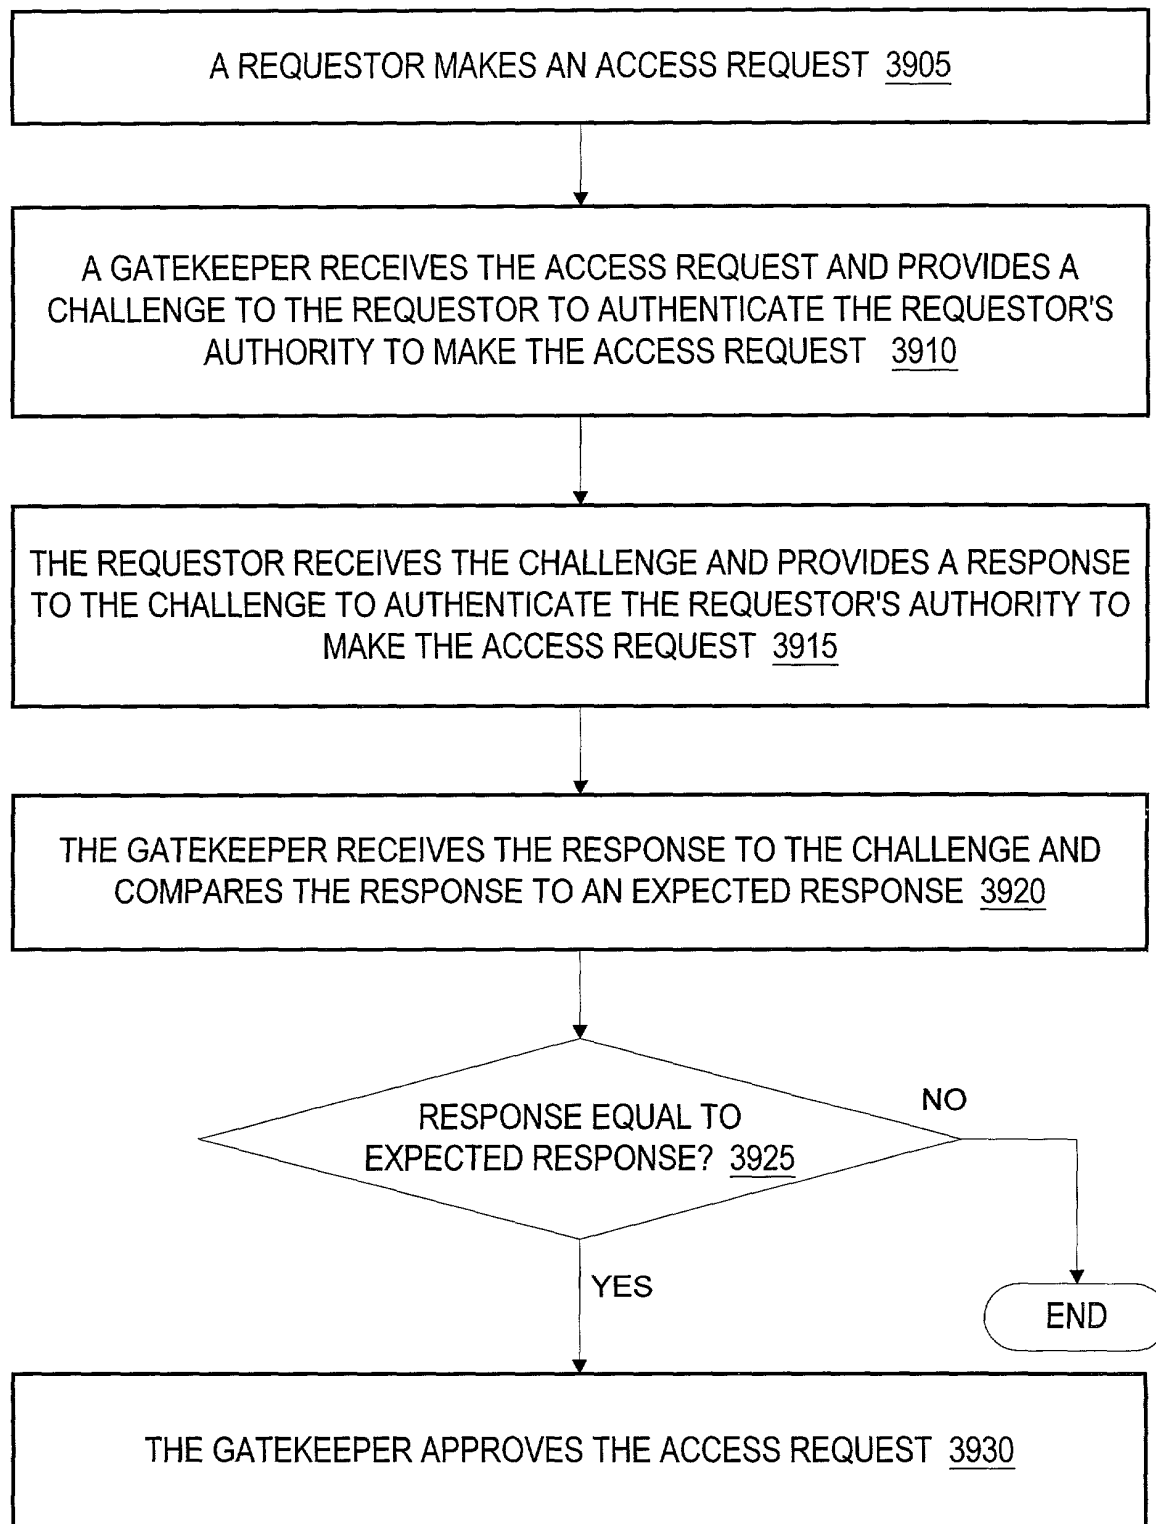 A REQUESTOR MAKES AN ACCESS REQUEST 3905
A GATEKEEPER RECEIVES THE ACCESS REQUEST AND PROVIDES A
CHALLENGE TO THE REQUESTOR TO AUTHENTICATE THE REQUESTOR'S
AUTHORITY TO MAKE THE ACCESS REQUEST 3910
THE REQUESTOR RECEIVES THE CHALLENGE AND PROVIDES A RESPONSE
TO THE CHALLENGE TO AUTHENTICATE THE REQUESTOR'S AUTHORITY TO
MAKE THE ACCESS REQUEST 3915
THE GATEKEEPER RECEIVES THE RESPONSE TO THE CHALLENGE AND
COMPARES THE RESPONSE TO AN EXPECTED RESPONSE 3920
RESPONSE EQUAL TO
EXPECTED RESPONSE? 3925
NO
YES
END
THE GATEKEEPER APPROVES THE ACCESS REQUEST 3930